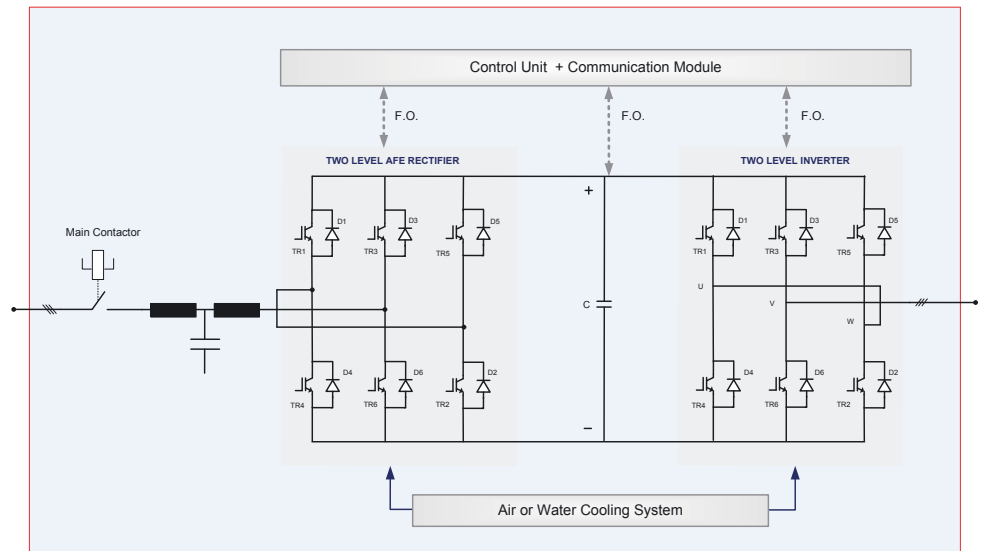 Control Unit + Communication Module
F.O.
F.O.
F.O.
TWO LEVEL AFE RECTIFIER
TWO LEVEL INVERTER
+
D1
D3
D5
D1
D3
D5
Main Contactor
TR1
TR3
TR5
TR1
TR3
TR5
U
C
V
W
D4
D6
D2
D4
D6
D2
TR4
TR6
TR2
TR4
TR6
TR2
–
Air or Water Cooling System